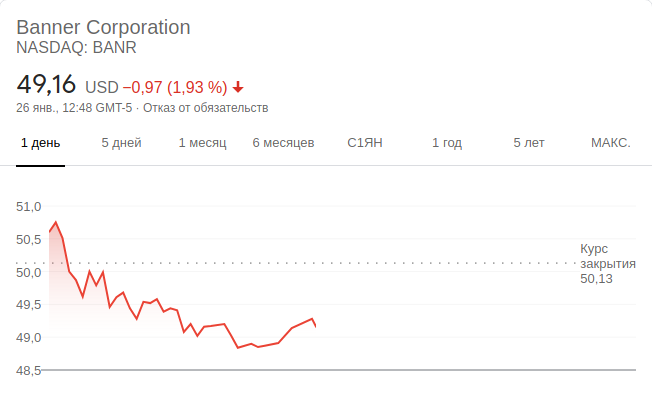 Banner Corporation
NASDAQ: BANR
49,16 USD −0,97 (1,93 %)
26 янв., 12:48 GMT-5 · Отказ от обязательств
1 день 5 дней 1 месяц 6 месяцев С1ЯН 1 год 5 лет МАКС.
51,0
50,5
50,0
49,5
49,0
48,5
Курс
закрытия
50,13